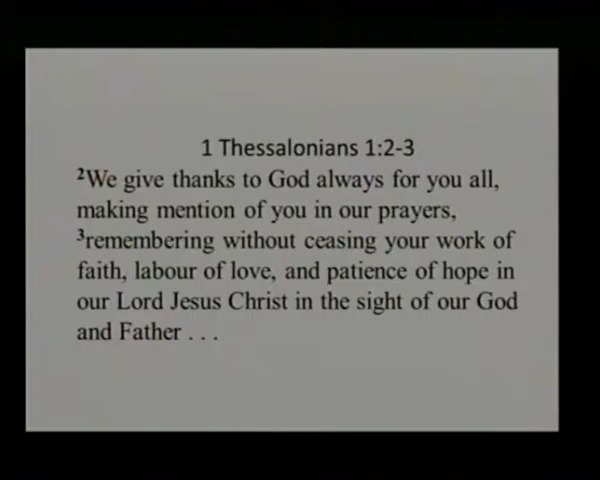 1 Thessalonians 1:2-3
²We give thanks to God always for you all,
making mention of you in our prayers,
³remembering without ceasing your work of
faith, labour of love, and patience of hope in
our Lord Jesus Christ in the sight of our God
and Father . . .